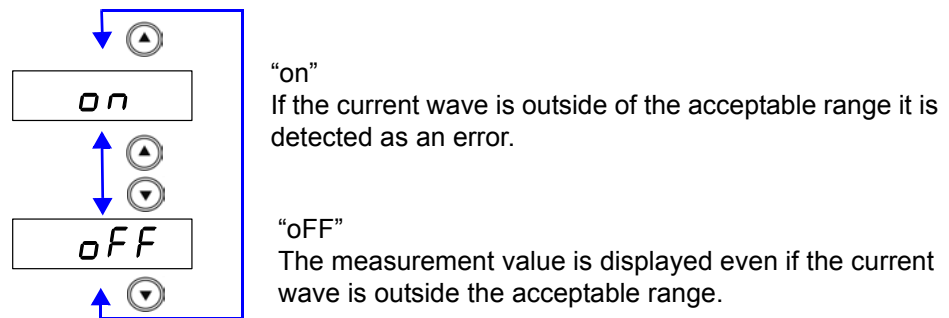 on
“on”
If the current wave is outside of the acceptable range it is
detected as an error.
oFF
“oFF”
The measurement value is displayed even if the current
wave is outside the acceptable range.